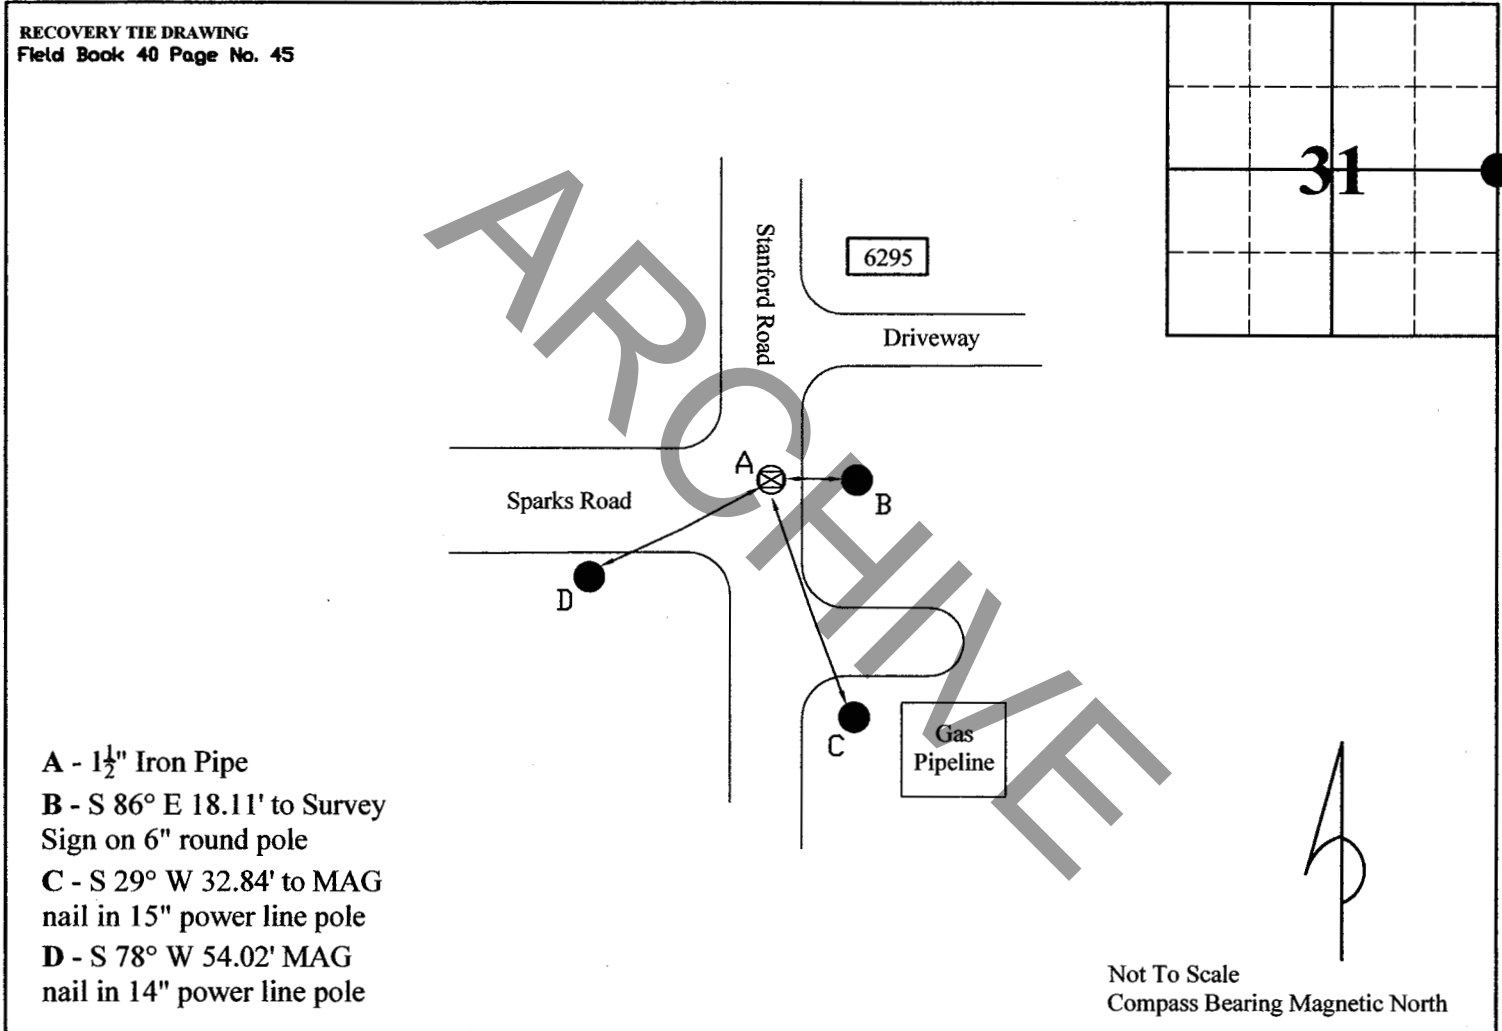 RECOVERY TIE DRAWING
Field Book 40 Page No. 45
31
Stanford Road
6295
Driveway
A
B
Sparks Road
D
C
Gas
Pipeline
ARCHIVE
A - 1½" Iron Pipe
B - S 86° E 18.11' to Survey
Sign on 6" round pole
C - S 29° W 32.84' to MAG
nail in 15" power line pole
D - S 78° W 54.02' MAG
nail in 14" power line pole
Not To Scale
Compass Bearing Magnetic North